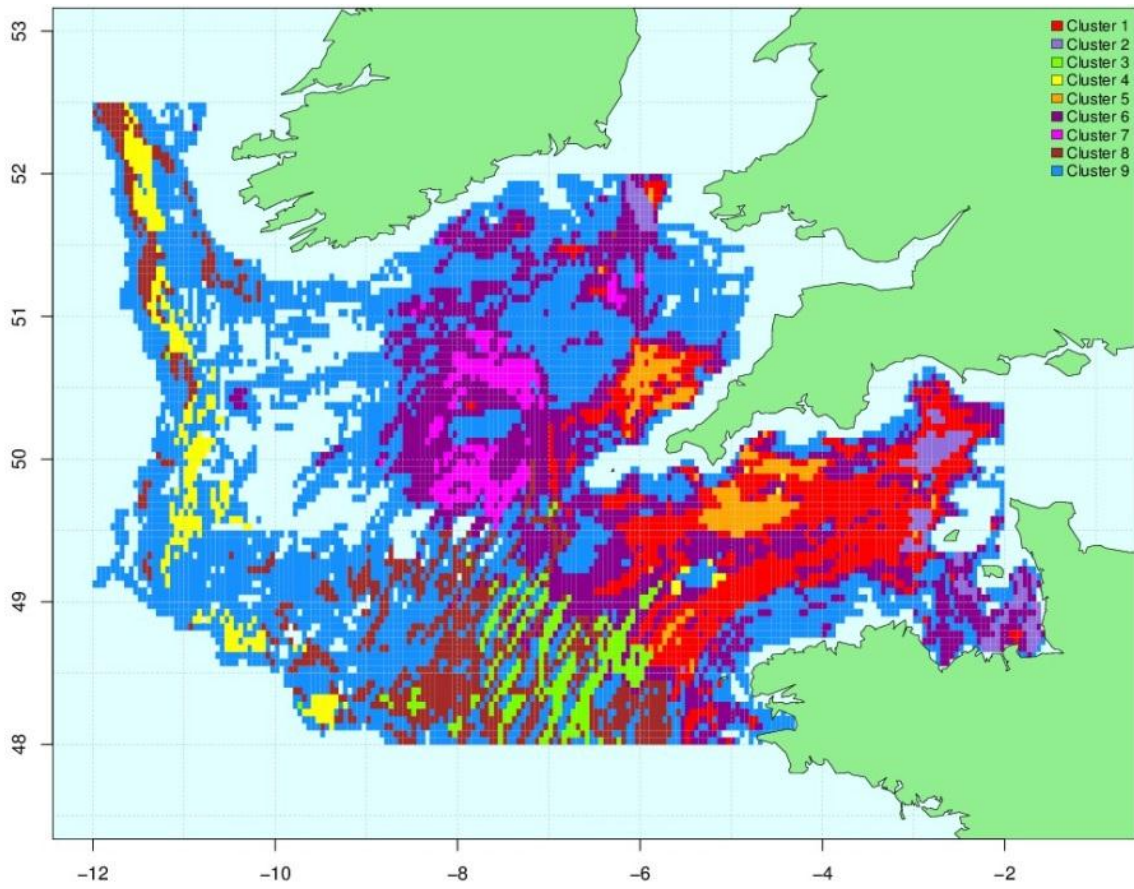 Cluster 1
Cluster 2
Cluster 3
Cluster 4
Cluster 5
Cluster 6
Cluster 7
Cluster 8
Cluster 9
53
52
51
50
49
48
−12 −10 −8 −6 −4 −2